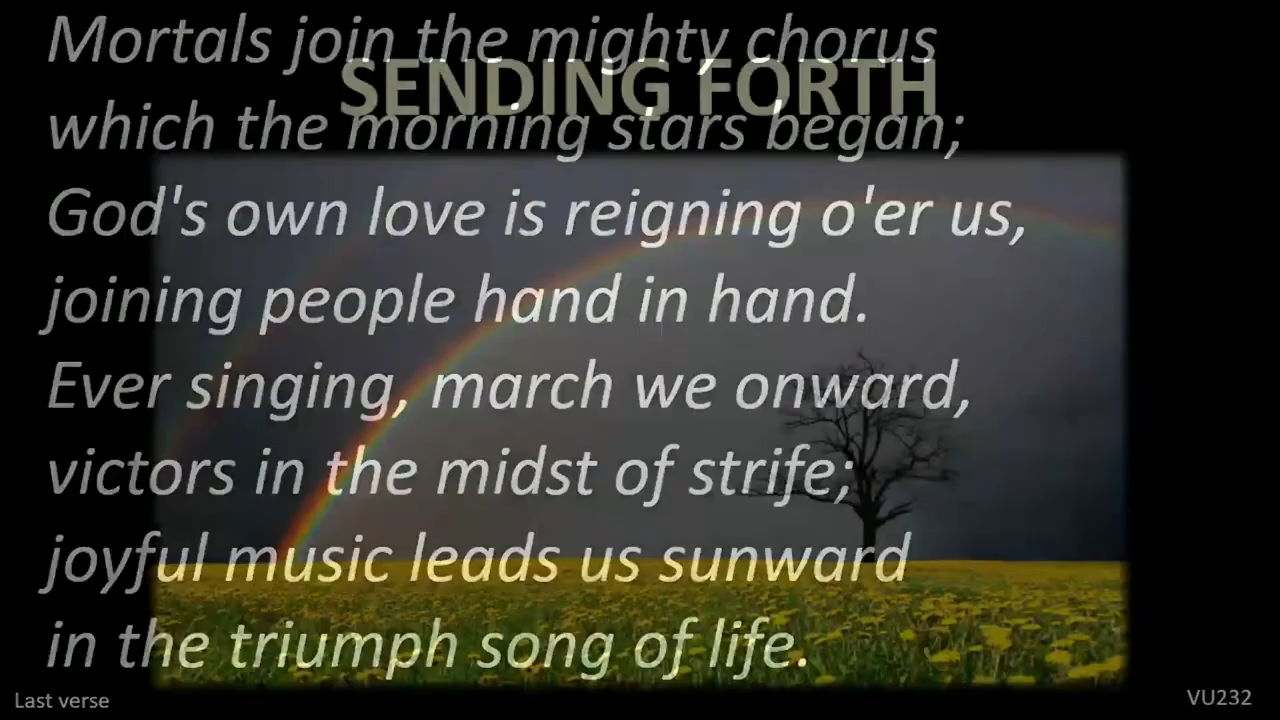 Mortals join the mighty chorus
SENDING FORTH
which the morning stars began;
God's own love is reigning o'er us,
joining people hand in hand.
Ever singing, march we onward,
victors in the midst of strife;
joyful music leads us sunward
in the triumph song of life.
Last verse
VU232